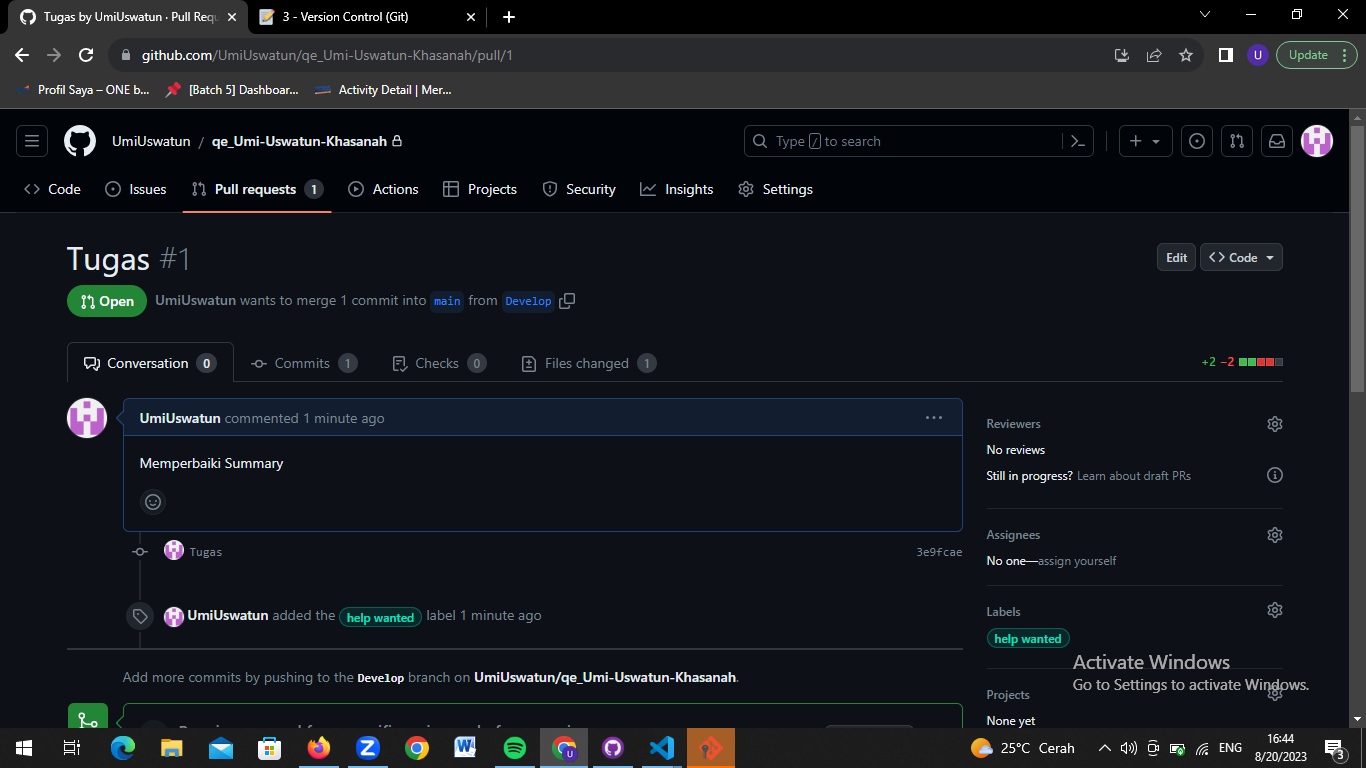 Tugas by UmiUswatun · Pull Requ
3 - Version Control (Git)
github.com/UmiUswatun/qe_Umi-Uswatun-Khasanah/pull/1
U
Update
Profil Saya – ONE b...
[Batch 5] Dashboar...
Activity Detail | Mer...
UmiUswatun / qe_Umi-Uswatun-Khasanah
Type / to search
Code
Issues
Pull requests 1
Actions
Projects
Security
Insights
Settings
Tugas #1
Edit
<> Code
Open
UmiUswatun wants to merge 1 commit into main from Develop
Conversation 0
Commits 1
Checks 0
Files changed 1
+2 −2
UmiUswatun commented 1 minute ago
Memperbaiki Summary
Tugas
3e9fcae
UmiUswatun added the help wanted label 1 minute ago
Add more commits by pushing to the Develop branch on UmiUswatun/qe_Umi-Uswatun-Khasanah.
Reviewers
No reviews
Still in progress? Learn about draft PRs
Assignees
No one—assign yourself
Labels
help wanted
Projects
None yet
Activate Windows
Go to Settings to activate Windows.
25°C Cerah
ENG
16:44
8/20/2023
3